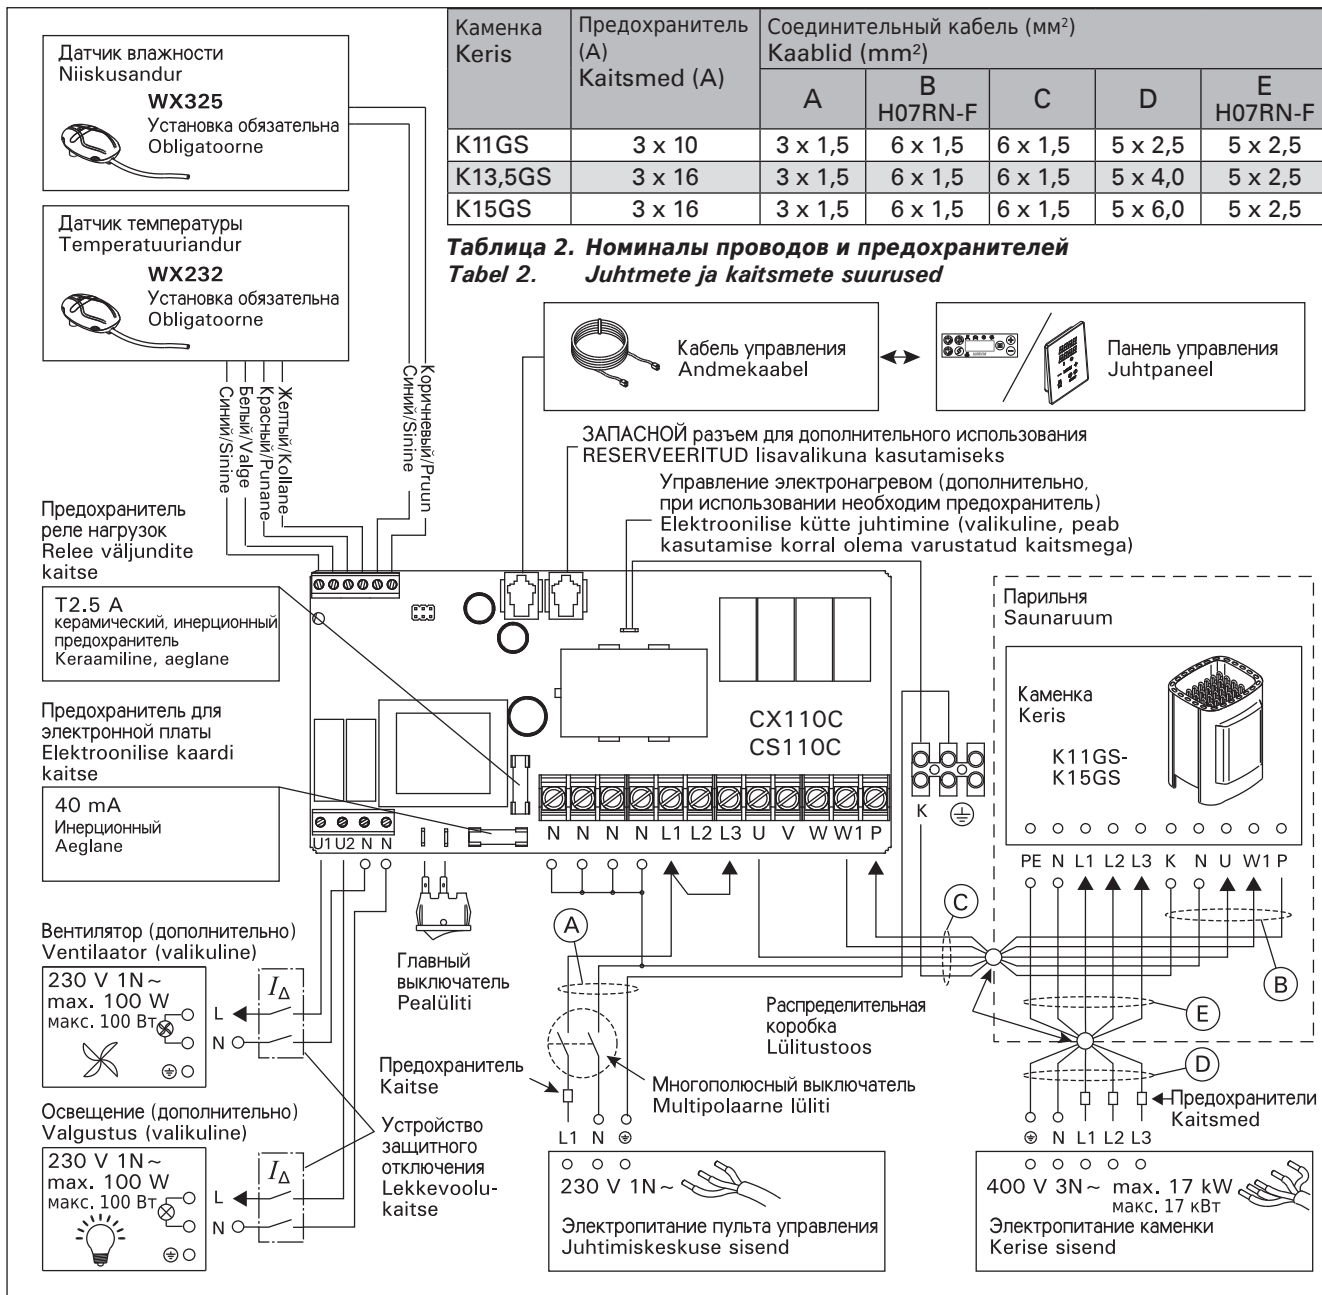 Каменка
Keris
Предохранитель
(A)
Kaitsmed (A)
Соединительный кабель (мм²)
Kaablid (mm²)
A
B
H07RN-F
C
D
E
H07RN-F
K11GS 3 x 10 3 x 1,5 6 x 1,5 6 x 1,5 5 x 2,5 5 x 2,5
K13,5GS 3 x 16 3 x 1,5 6 x 1,5 6 x 1,5 5 x 4,0 5 x 2,5
K15GS 3 x 16 3 x 1,5 6 x 1,5 6 x 1,5 5 x 6,0 5 x 2,5
Таблица 2. Номиналы проводов и предохранителей
Tabel 2. Juhtmete ja kaitsmete suurused
Датчик влажности
Niiskusandur
WX325
Установка обязательна
Obligatoorne
Датчик температуры
Temperatuuriandur
WX232
Установка обязательна
Obligatoorne
Синий/Sinine
Белый/Valge
Красный/Punane
Желтый/Kollane
Синий/Sinine
Коричневый/Pruun
Кабель управления
Andmekaabel
Панель управления
Juhtpaneel
ЗАПАСНОЙ разъем для дополнительного использования
RESERVEERITUD lisavalikuna kasutamiseks
Управление электронагревом (дополнительно,
при использовании необходим предохранитель)
Elektroonilise kütte juhtimine (valikuline, peab
kasutamise korral olema varustatud kaitsmega)
Предохранитель
реле нагрузок
Relee väljundite
kaitse
T2.5 A
керамический, инерционный
предохранитель
Keraamiline, aeglane
Предохранитель для
электронной платы
Elektroonilise kaardi
kaitse
40 mA
Инерционный
Aeglane
CX110C
CS110C
U1 U2 N N
N N N N L1 L2 L3 U V W W1 P
K
Парильня
Saunaruum
Каменка
Keris
K11GS-
K15GS
PE N L1 L2 L3 K N U W1 P
A
C
B
E
D
Вентилятор (дополнительно)
Ventilaator (valikuline)
230 V 1N~
max. 100 W
макс. 100 Вт
L
N
I∆
Главный
выключатель
Pealüliti
Распределительная
коробка
Lülitustoos
Предохранитель
Kaitse
Многополюсный выключатель
Multipolaarne lüliti
Предохранители
Kaitsmed
Освещение (дополнительно)
Valgustus (valikuline)
230 V 1N~
max. 100 W
макс. 100 Вт
L
N
I∆
Устройство
защитного
отключения
Lekkevoolu-
kaitse
L1 N
230 V 1N~
Электропитание пульта управления
Juhtimiskeskuse sisend
N L1 L2 L3
400 V 3N~ max. 17 kW
макс. 17 кВт
Электропитание каменки
Kerise sisend